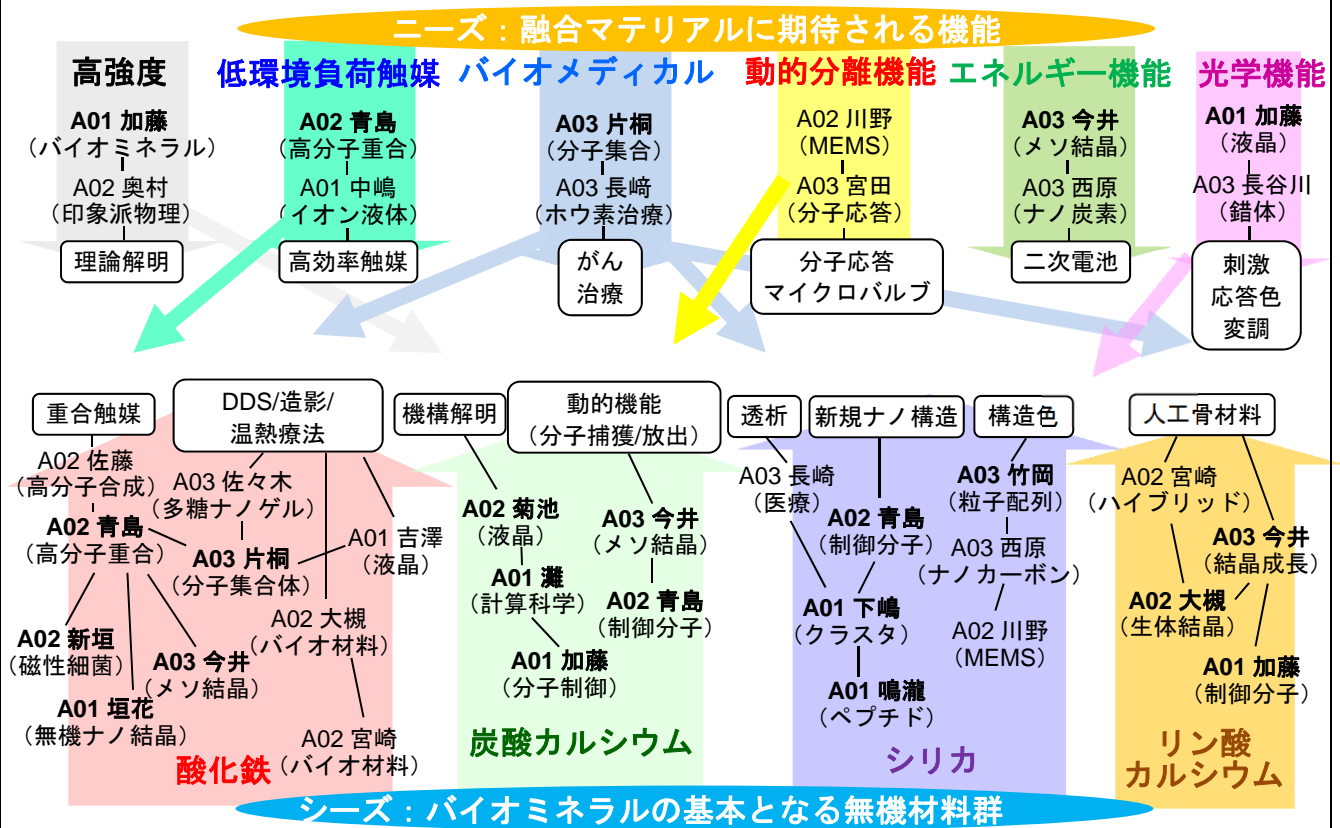 ニーズ：融合マテリアルに期待される機能
高強度
A01 加藤
（バイオミネラル）
A02 奥村
（印象派物理）
理論解明
低環境負荷触媒
A02 青島
（高分子重合）
A01 中嶋
（イオン液体）
高効率触媒
バイオメディカル
A03 片桐
（分子集合）
A03 長﨑
（ホウ素治療）
がん
治療
動的分離機能
A02 川野
（MEMS）
A03 宮田
（分子応答）
分子応答
マイクロバルブ
エネルギー機能
A03 今井
（メソ結晶）
A03 西原
（ナノ炭素）
二次電池
光学機能
A01 加藤
（液晶）
A03 長谷川
（錯体）
刺激
応答色
変調
重合触媒
A02 佐藤
（高分子合成）
A02 青島
（高分子重合）
A02 新垣
（磁性細菌）
A01 垣花
（無機ナノ結晶）
A03 今井
（メソ結晶）
DDS/造影/
温熱療法
A03 佐々木
（多糖ナノゲル）
A03 片桐
（分子集合体）
A01 吉澤
（液晶）
A02 大槻
（バイオ材料）
A02 宮崎
（バイオ材料）
酸化鉄
機構解明
A02 菊池
（液晶）
A01 灘
（計算科学）
A01 加藤
（分子制御）
動的機能
（分子捕獲/放出）
A03 今井
（メソ結晶）
A02 青島
（制御分子）
炭酸カルシウム
透析
A03 長崎
（医療）
新規ナノ構造
A02 青島
（制御分子）
A01 下嶋
（クラスタ）
A01 鳴瀧
（ペプチド）
構造色
A03 竹岡
（粒子配列）
A03 西原
（ナノカーボン）
A02 川野
（MEMS）
シリカ
人工骨材料
A02 宮崎
（ハイブリッド）
A03 今井
（結晶成長）
A02 大槻
（生体結晶）
A01 加藤
（制御分子）
リン酸
カルシウム
シーズ：バイオミネラルの基本となる無機材料群